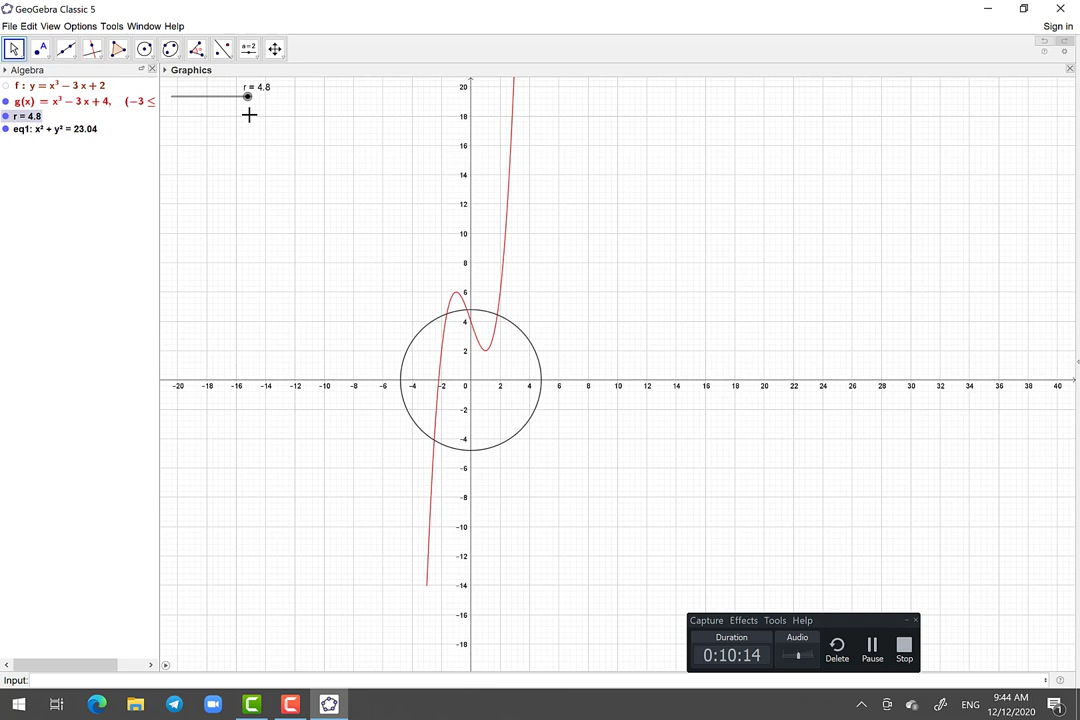 GeoGebra Classic 5
File Edit View Options Tools Window Help
Sign in
A
a=2
Algebra
Graphics
f : y = x³ − 3 x + 2
g(x) = x³ − 3 x + 4, (−3 ≤
r = 4.8
eq1: x² + y² = 23.04
r = 4.8
20
18
16
14
12
10
8
6
4
2
−20 −18 −16 −14 −12 −10 −8 −6 −4 −2 0 2 4 6 8 10 12 14 16 18 20 22 24 26 28 30 32 34 36 38 40
−2
−4
−6
−8
−10
−12
−14
−16
−18
Capture Effects Tools Help
Duration
0:10:14
Audio
Delete
Pause
Stop
Input:
ENG
9:44 AM
12/12/2020
1